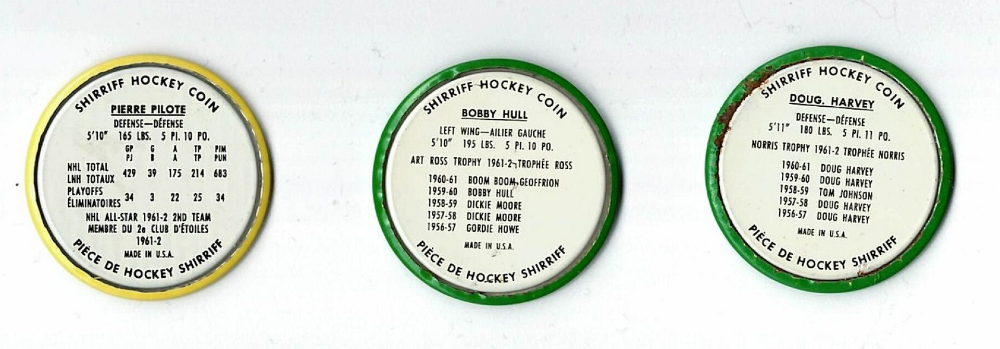 SHIRRIFF HOCKEY COIN
PIERRE PILOTE
DEFENSE—DÉFENSE
5'10" 165 LBS. 5 PI. 10 PO.
GP G A TP PIM
PJ B A TP PUN
NHL TOTAL
LNH TOTAUX 429 39 175 214 683
PLAYOFFS
ÉLIMINATOIRES 34 3 22 25 34
NHL ALL-STAR 1961-2 2ND TEAM
MEMBRE DU 2e CLUB D'ÉTOILES
1961-2
MADE IN U.S.A.
PIÈCE DE HOCKEY SHIRRIFF
SHIRRIFF HOCKEY COIN
BOBBY HULL
LEFT WING—AILIER GAUCHE
5'10" 195 LBS. 5 PI. 10 PO.
ART ROSS TROPHY 1961-2-TROPHÉE ROSS
1960-61 BOOM BOOM GEOFFRION
1959-60 BOBBY HULL
1958-59 DICKIE MOORE
1957-58 DICKIE MOORE
1956-57 GORDIE HOWE
MADE IN U.S.A.
PIÈCE DE HOCKEY SHIRRIFF
SHIRRIFF HOCKEY COIN
DOUG. HARVEY
DEFENSE—DÉFENSE
5'11" 180 LBS. 5 PI. 11 PO.
NORRIS TROPHY 1961-2 TROPHÉE NORRIS
1960-61 DOUG HARVEY
1959-60 DOUG HARVEY
1958-59 TOM JOHNSON
1957-58 DOUG HARVEY
1956-57 DOUG HARVEY
MADE IN U.S.A.
PIÈCE DE HOCKEY SHIRRIFF